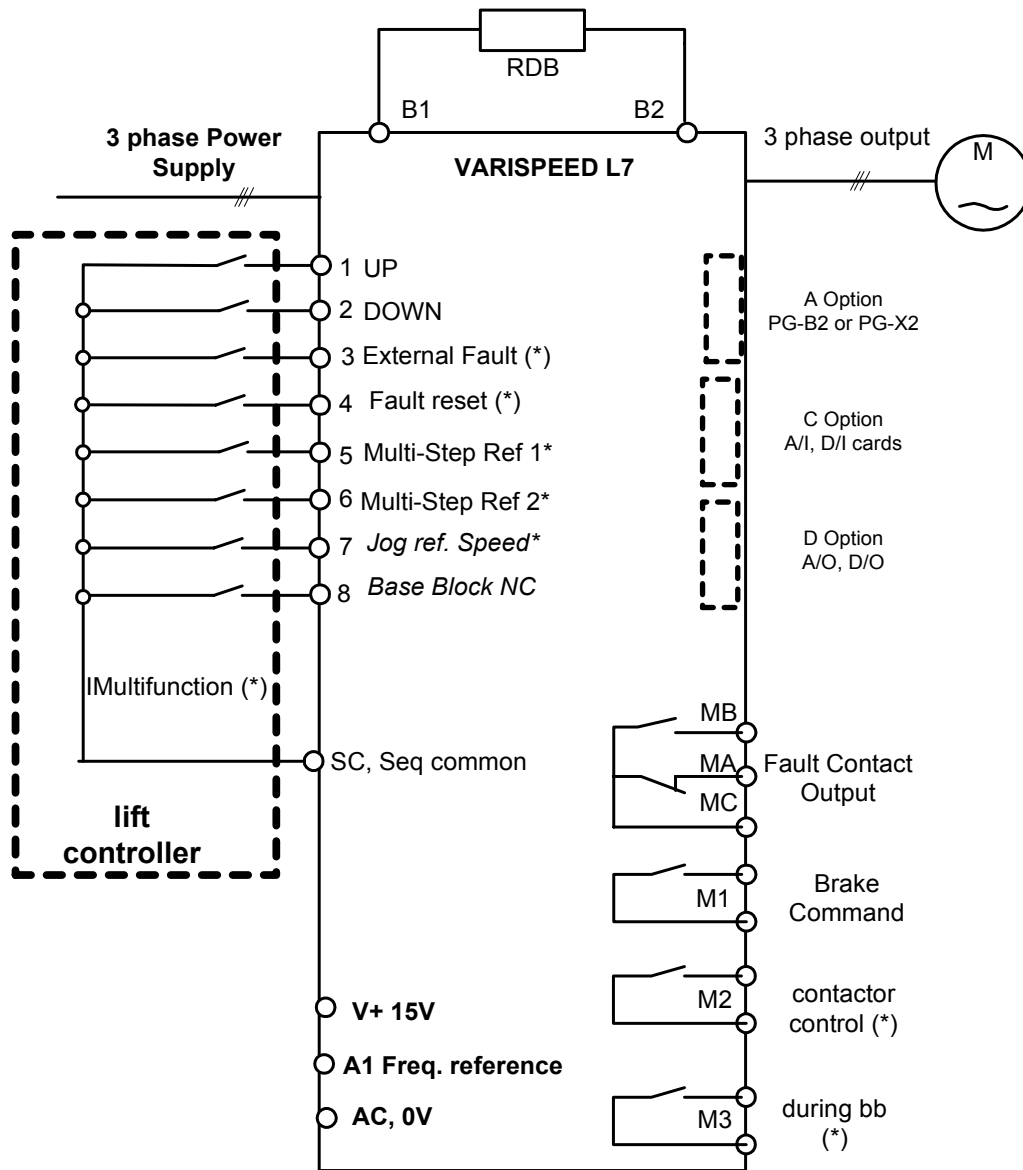 RDB
B1
B2
3 phase Power
Supply
VARISPEED L7
3 phase output
M
1 UP
2 DOWN
3 External Fault (*)
4 Fault reset (*)
5 Multi-Step Ref 1*
6 Multi-Step Ref 2*
7 Jog ref. Speed*
8 Base Block NC
A Option
PG-B2 or PG-X2
C Option
A/I, D/I cards
D Option
A/O, D/O
IMultifunction (*)
SC, Seq common
lift
controller
MB
MA
MC
Fault Contact
Output
M1
Brake
Command
M2
contactor
control (*)
M3
during bb
(*)
V+ 15V
A1 Freq. reference
AC, 0V